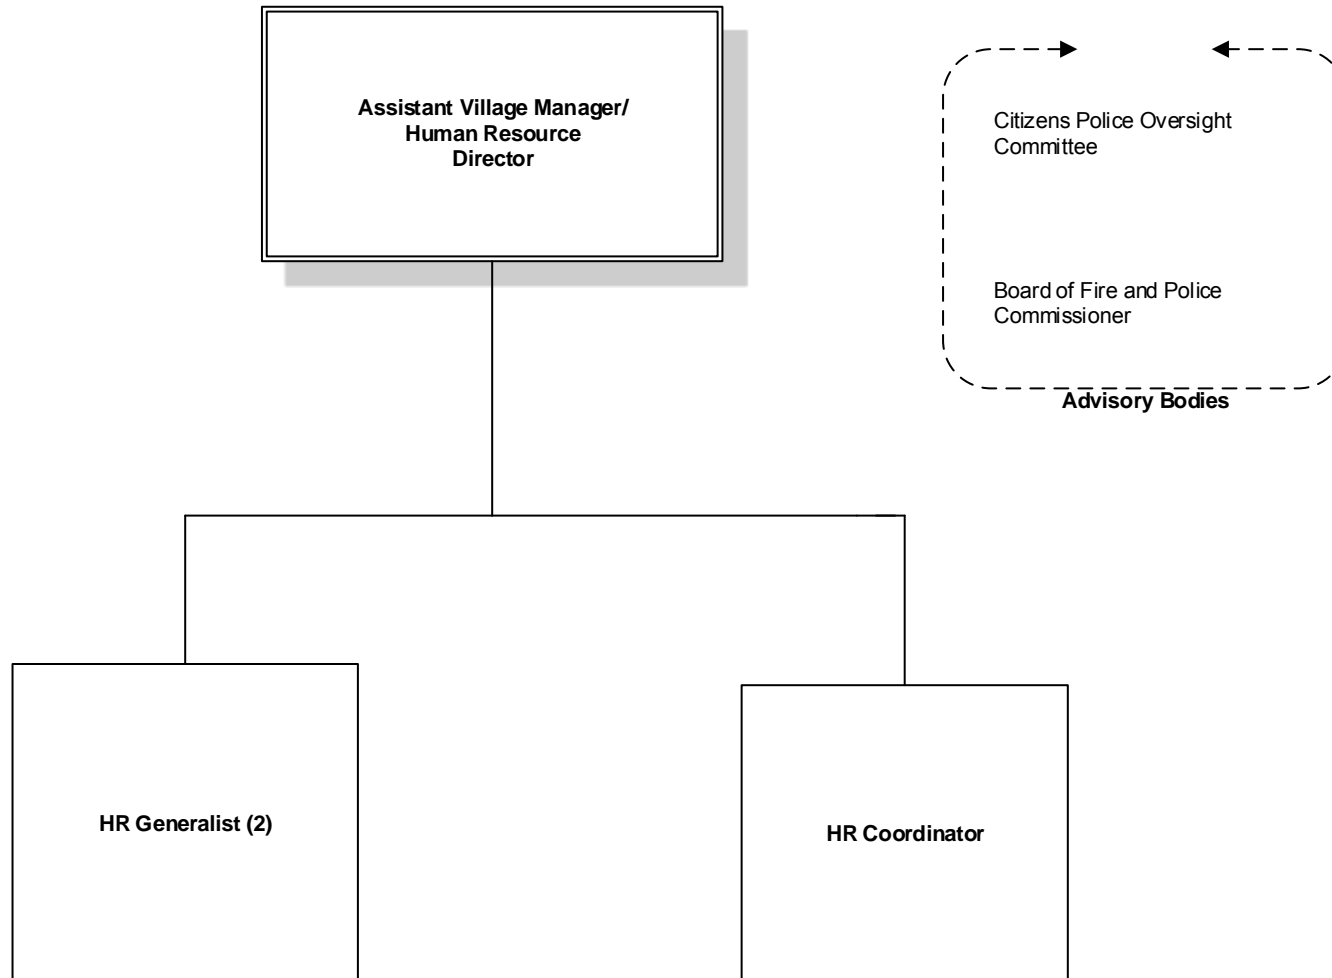 Assistant Village Manager/
Human Resource
Director
Citizens Police Oversight
Committee
Board of Fire and Police
Commissioner
Advisory Bodies
HR Generalist (2)
HR Coordinator